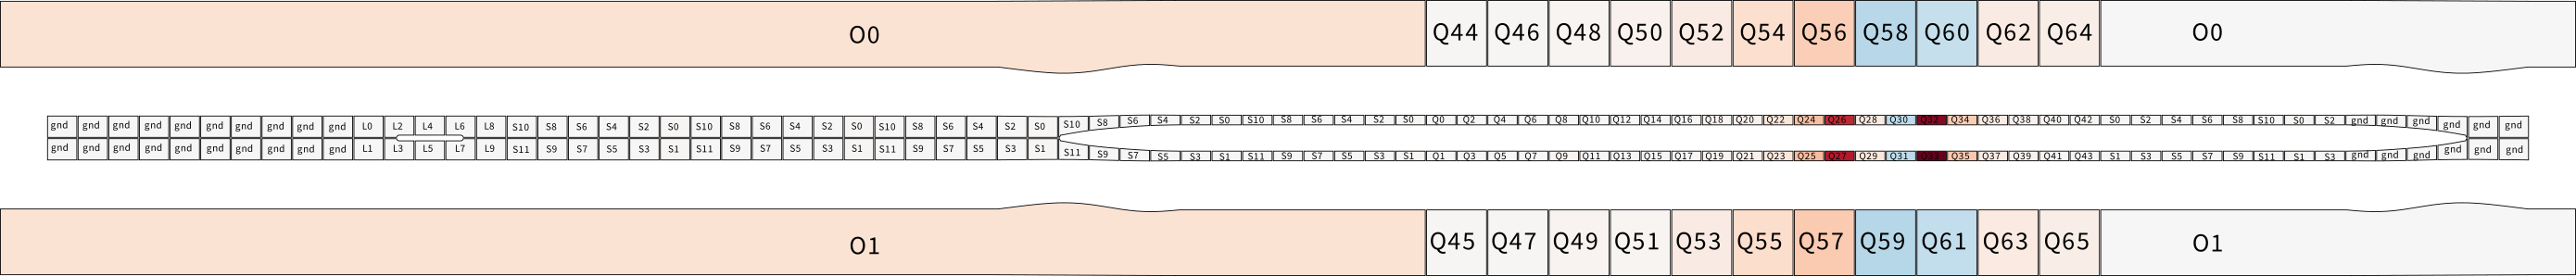 O0 Q44 Q46 Q48 Q50 Q52 Q54 Q56 Q58 Q60 Q62 Q64 O0
gnd gnd gnd gnd gnd gnd gnd gnd gnd gnd L0 L2 L4 L6 L8 S10 S8 S6 S4 S2 S0 S10 S8 S6 S4 S2 S0 S10 S8 S6 S4 S2 S0 S10 S8 S6 S4 S2 S0 S10 S8 S6 S4 S2 S0 Q0 Q2 Q4 Q6 Q8 Q10 Q12 Q14 Q16 Q18 Q20 Q22 Q24 Q26 Q28 Q30 Q32 Q34 Q36 Q38 Q40 Q42 S0 S2 S4 S6 S8 S10 S0 S2 gnd gnd gnd gnd gnd gnd
gnd gnd gnd gnd gnd gnd gnd gnd gnd gnd L1 L3 L5 L7 L9 S11 S9 S7 S5 S3 S1 S11 S9 S7 S5 S3 S1 S11 S9 S7 S5 S3 S1 S11 S9 S7 S5 S3 S1 S11 S9 S7 S5 S3 S1 Q1 Q3 Q5 Q7 Q9 Q11 Q13 Q15 Q17 Q19 Q21 Q23 Q25 Q27 Q29 Q31 Q33 Q35 Q37 Q39 Q41 Q43 S1 S3 S5 S7 S9 S11 S1 S3 gnd gnd gnd gnd gnd gnd
O1 Q45 Q47 Q49 Q51 Q53 Q55 Q57 Q59 Q61 Q63 Q65 O1